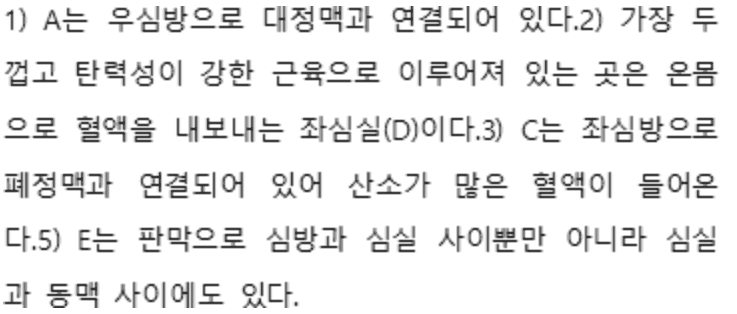 1) A는 우심방으로 대정맥과 연결되어 있다.2) 가장 두
껍고 탄력성이 강한 근육으로 이루어져 있는 곳은 온몸
으로 혈액을 내보내는 좌심실(D)이다.3) C는 좌심방으로
폐정맥과 연결되어 있어 산소가 많은 혈액이 들어온
다.5) E는 판막으로 심방과 심실 사이뿐만 아니라 심실
과 동맥 사이에도 있다.